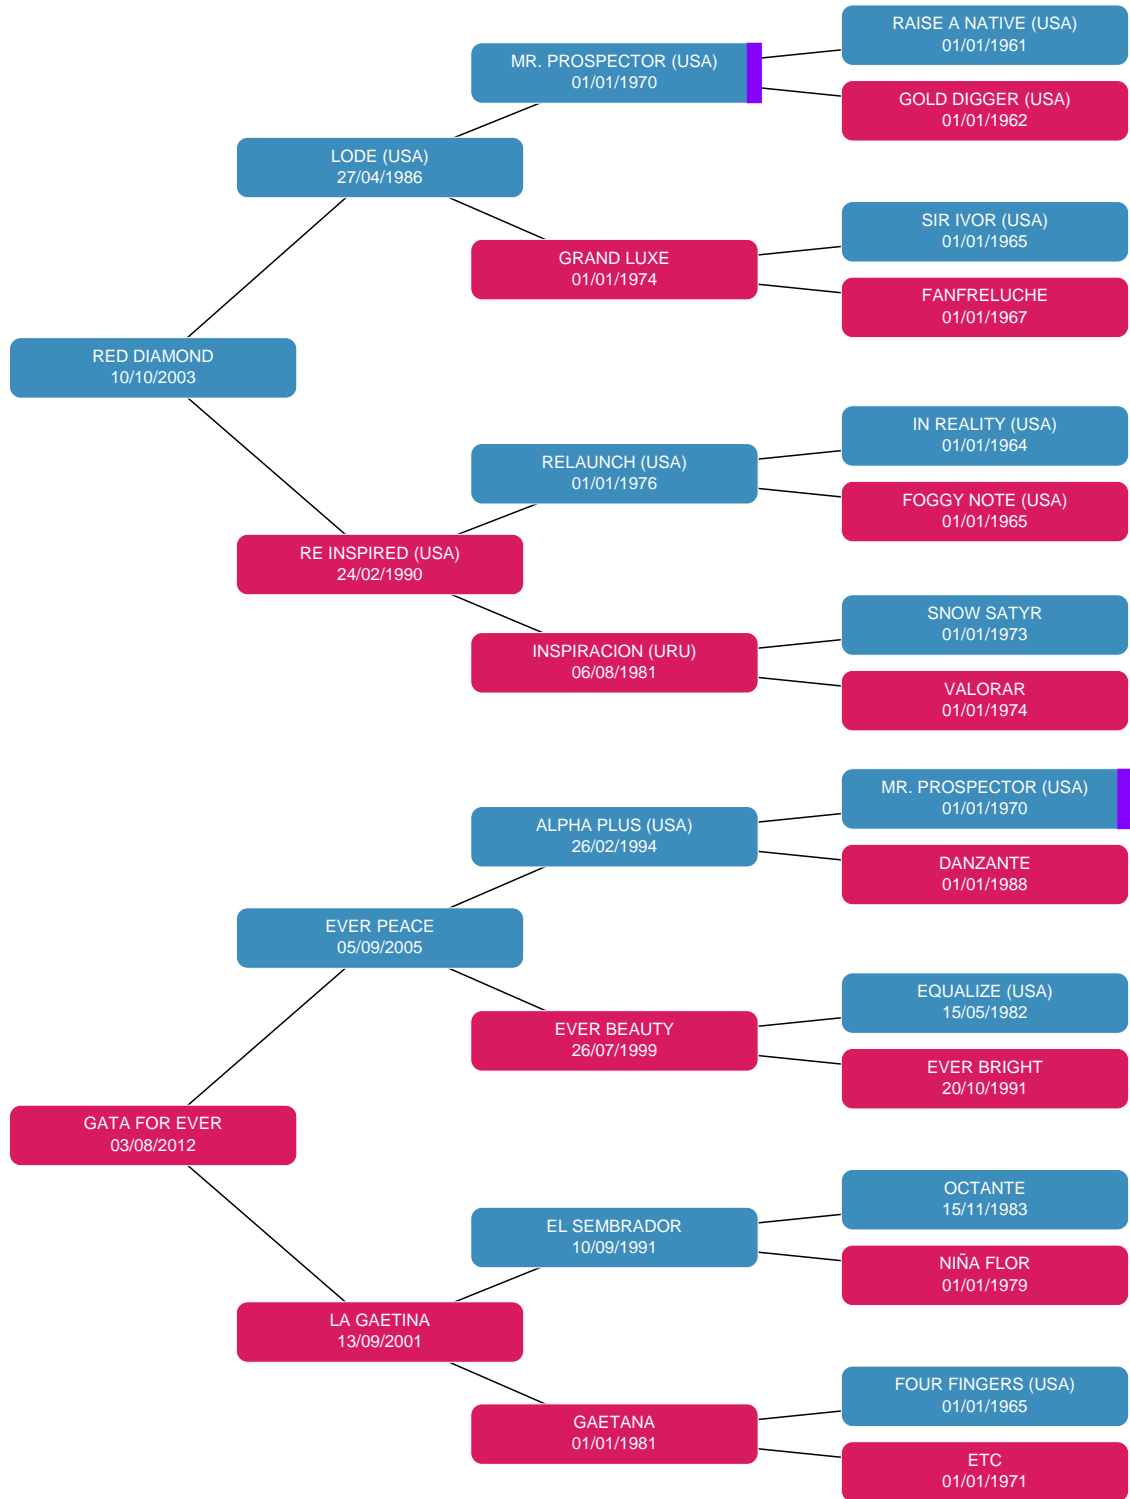 RAISE A NATIVE (USA)
01/01/1961
MR. PROSPECTOR (USA)
01/01/1970
GOLD DIGGER (USA)
01/01/1962
LODE (USA)
27/04/1986
SIR IVOR (USA)
01/01/1965
GRAND LUXE
01/01/1974
FANFRELUCHE
01/01/1967
RED DIAMOND
10/10/2003
IN REALITY (USA)
01/01/1964
RELAUNCH (USA)
01/01/1976
FOGGY NOTE (USA)
01/01/1965
RE INSPIRED (USA)
24/02/1990
SNOW SATYR
01/01/1973
INSPIRACION (URU)
06/08/1981
VALORAR
01/01/1974
MR. PROSPECTOR (USA)
01/01/1970
ALPHA PLUS (USA)
26/02/1994
DANZANTE
01/01/1988
EVER PEACE
05/09/2005
EQUALIZE (USA)
15/05/1982
EVER BEAUTY
26/07/1999
EVER BRIGHT
20/10/1991
GATA FOR EVER
03/08/2012
OCTANTE
15/11/1983
EL SEMBRADOR
10/09/1991
NIÑA FLOR
01/01/1979
LA GAETINA
13/09/2001
FOUR FINGERS (USA)
01/01/1965
GAETANA
01/01/1981
ETC
01/01/1971